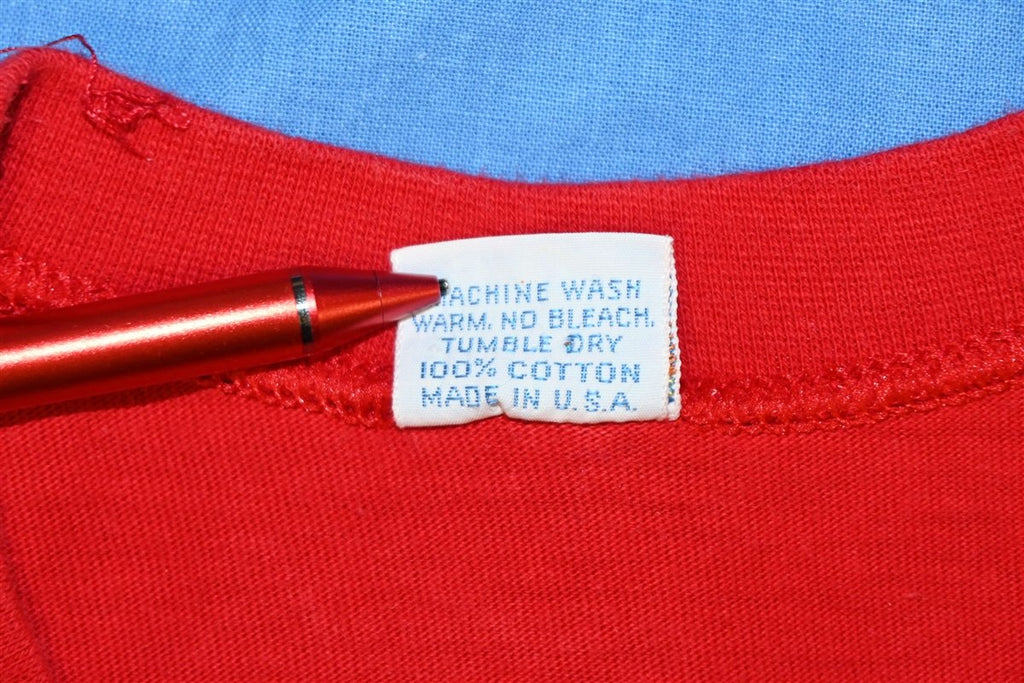 MACHINE WASH
WARM. NO BLEACH.
TUMBLE DRY
100% COTTON
MADE IN U.S.A.